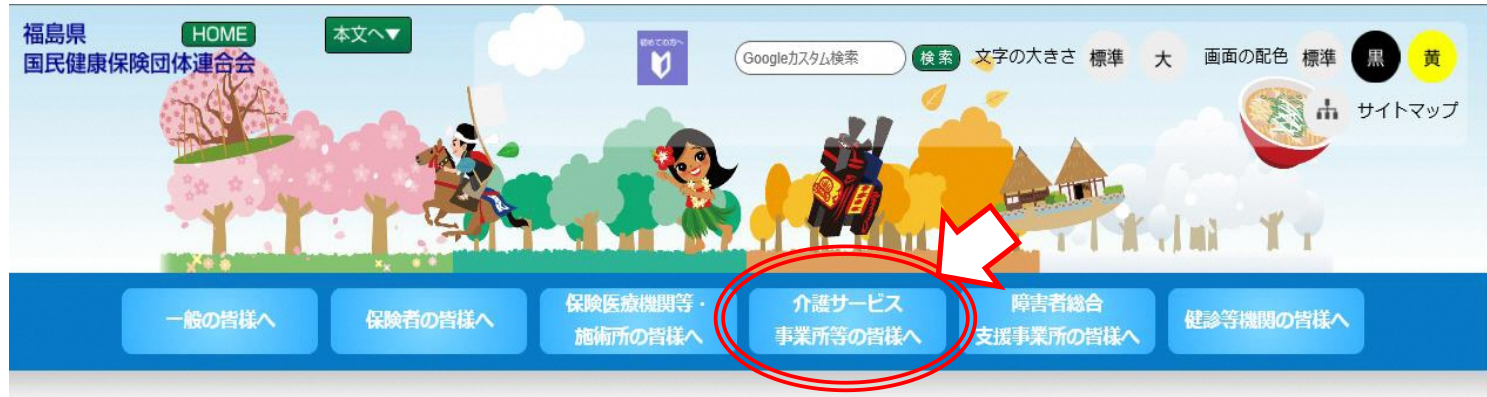 福島県
国民健康保険団体連合会
HOME
本文へ▼
初めての方へ
Googleカスタム検索
検索
文字の大きさ 標準 大
画面の配色 標準 黒 黄
サイトマップ
一般の皆様へ
保険者の皆様へ
保険医療機関等・
施術所の皆様へ
介護サービス
事業所等の皆様へ
障害者総合
支援事業所の皆様へ
健診等機関の皆様へ